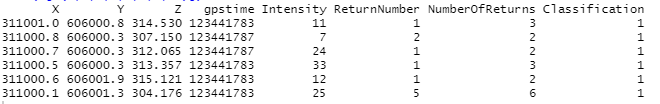 X Y Z gpstime Intensity ReturnNumber NumberOfReturns Classification
311001.0 606000.8 314.530 123441783 11 1 3 1
311000.8 606000.3 307.150 123441787 7 2 2 1
311000.7 606000.3 312.065 123441787 24 1 2 1
311000.5 606000.3 313.357 123441783 33 1 3 1
311000.6 606001.9 315.121 123441783 12 1 2 1
311000.1 606001.3 304.176 123441783 25 5 6 1